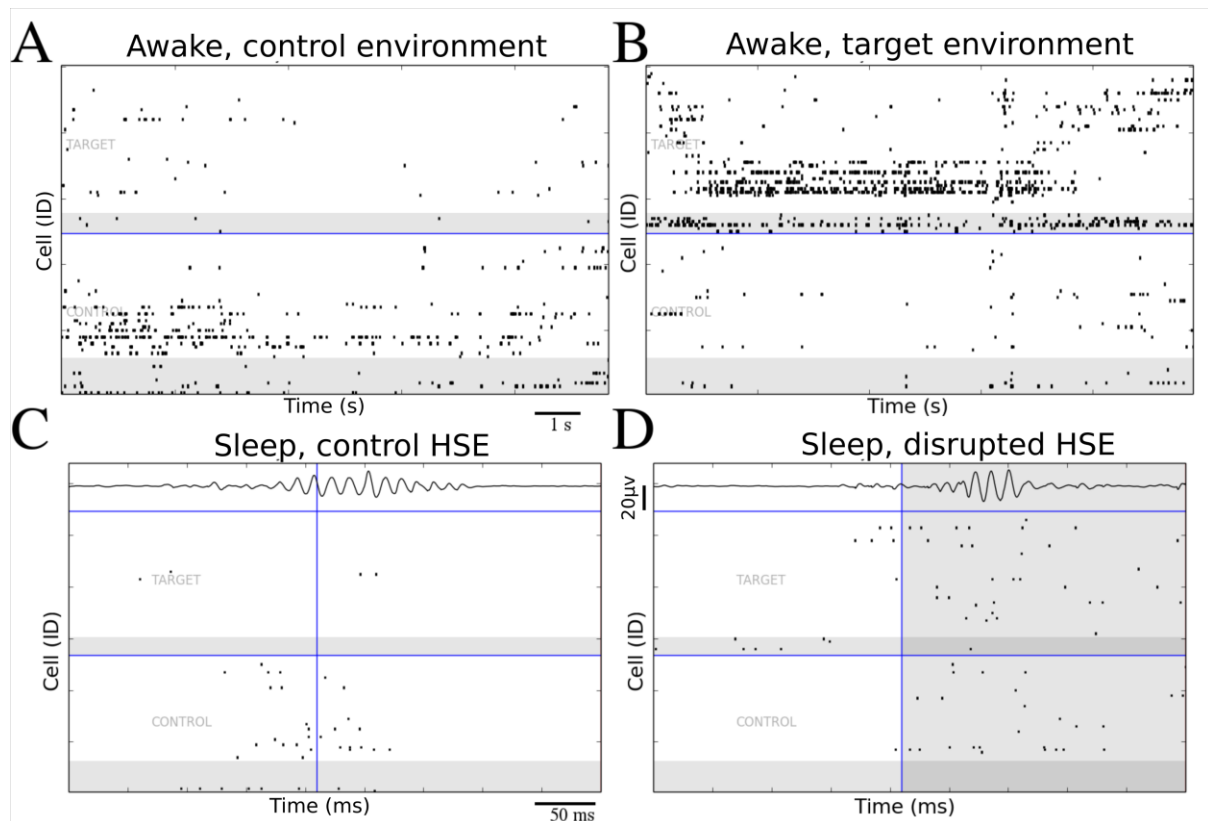 A
Awake, control environment
TARGET
CONTROL
Cell (ID)
Time (s)
1 s
B
Awake, target environment
TARGET
CONTROL
Cell (ID)
Time (s)
C
Sleep, control HSE
TARGET
CONTROL
Cell (ID)
Time (ms)
50 ms
D
Sleep, disrupted HSE
20μv
TARGET
CONTROL
Cell (ID)
Time (ms)